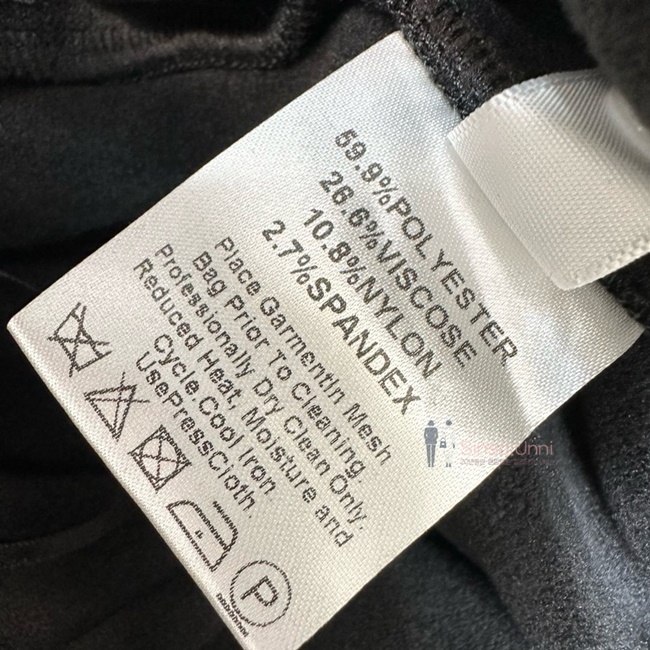 59.9%POLYESTER
26.6%VISCOSE
10.8%NYLON
2.7%SPANDEX
Place Garmentin Mesh
Bag Prior To Cleaning
Professionally Dry Clean Only.
Reduced Heat, Moisture and
Cycle.Cool Iron
UsePressCloth.
P